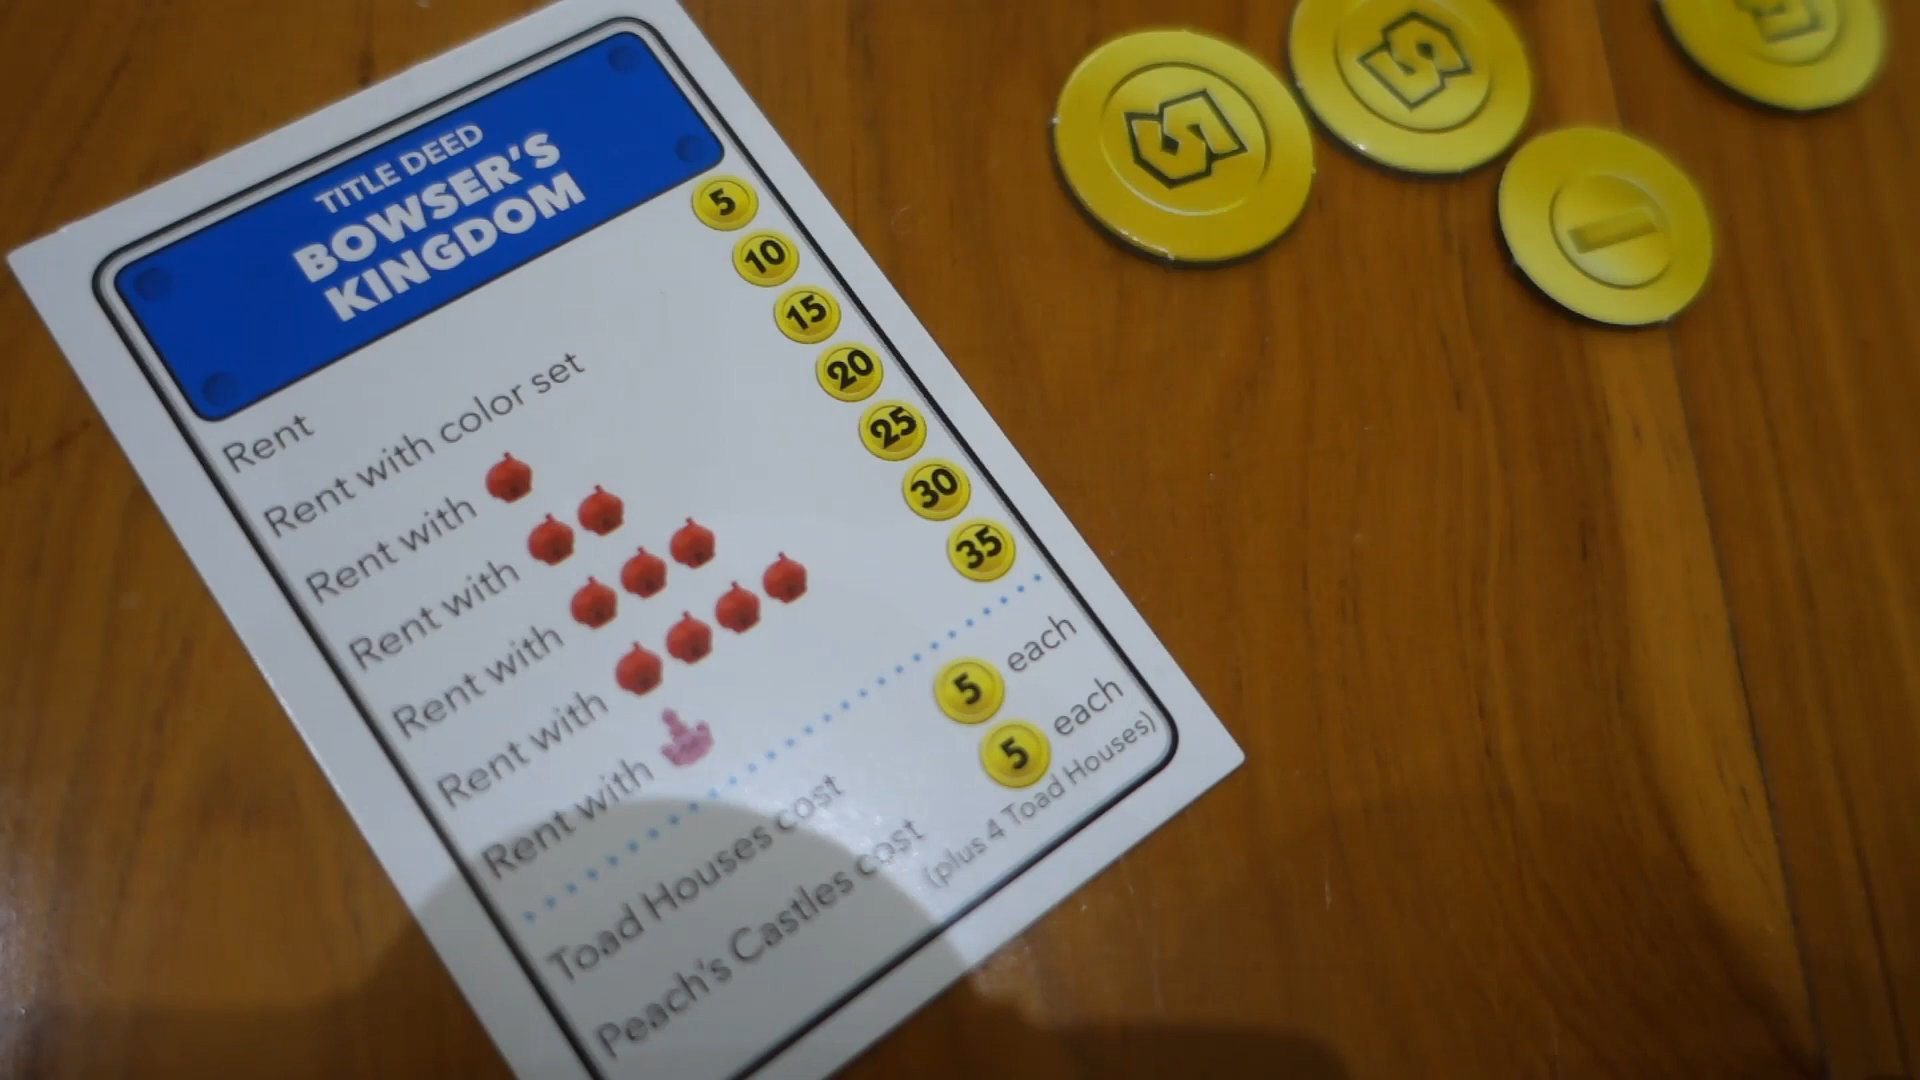 TITLE DEED
BOWSER'S
KINGDOM
Rent 5
Rent with color set 10
Rent with 15
Rent with 20
Rent with 25
Rent with 30
Rent with 35
Toad Houses cost 5 each
Peach's Castles cost 5 each
(plus 4 Toad Houses)
5
5
1